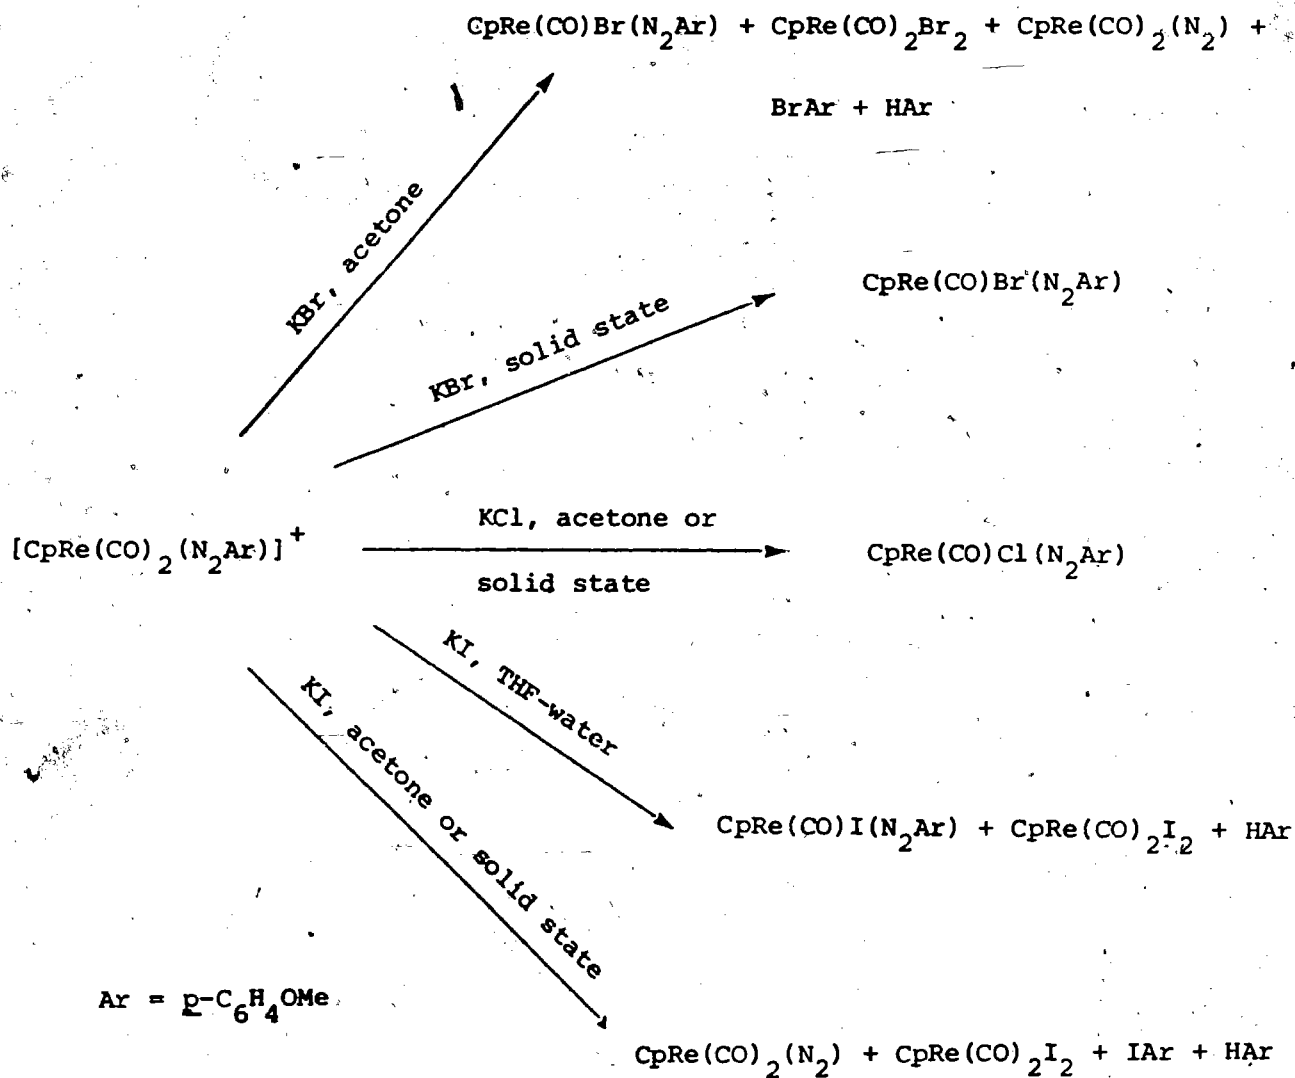 CpRe(CO)Br(N₂Ar) + CpRe(CO)₂Br₂ + CpRe(CO)₂(N₂) +
BrAr + HAr
KBr, acetone
CpRe(CO)Br(N₂Ar)
KBr, solid state
[CpRe(CO)₂(N₂Ar)]⁺
KCl, acetone or
solid state
CpRe(CO)Cl(N₂Ar)
KI, THF-water
KI, acetone or solid state
CpRe(CO)I(N₂Ar) + CpRe(CO)₂I₂ + HAr
Ar = p-C₆H₄OMe
CpRe(CO)₂(N₂) + CpRe(CO)₂I₂ + IAr + HAr